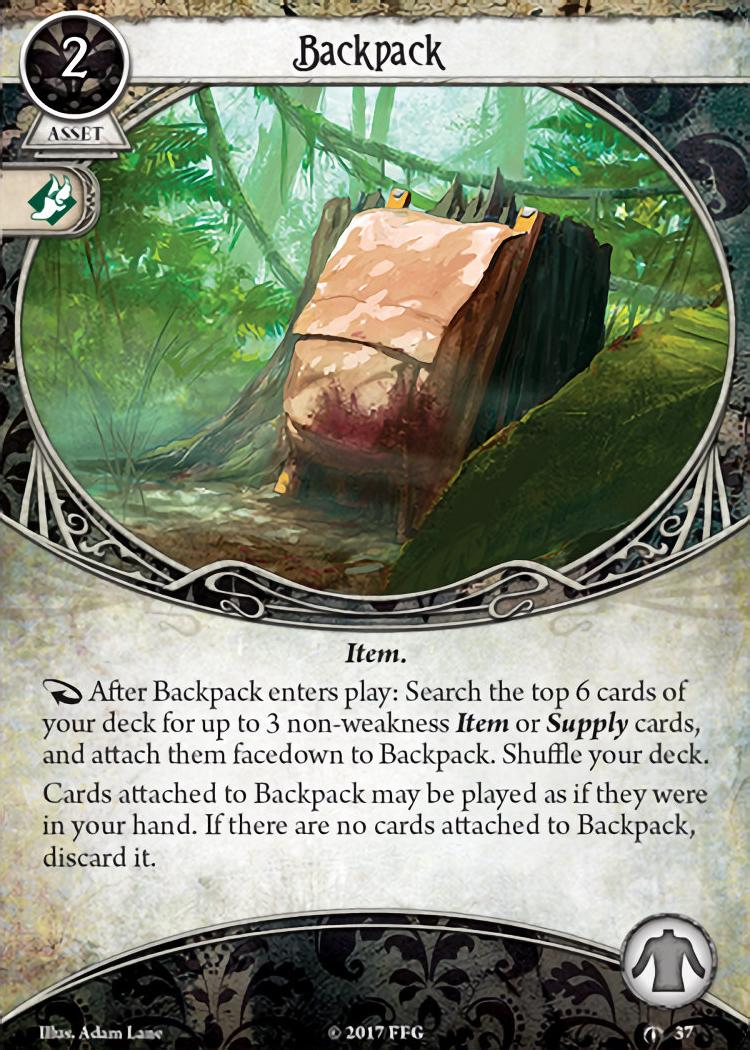 2
Backpack
ASSET
Item.
After Backpack enters play: Search the top 6 cards of
your deck for up to 3 non-weakness Item or Supply cards,
and attach them facedown to Backpack. Shuffle your deck.
Cards attached to Backpack may be played as if they were
in your hand. If there are no cards attached to Backpack,
discard it.
Illus. Adam Lane
© 2017 FFG
37